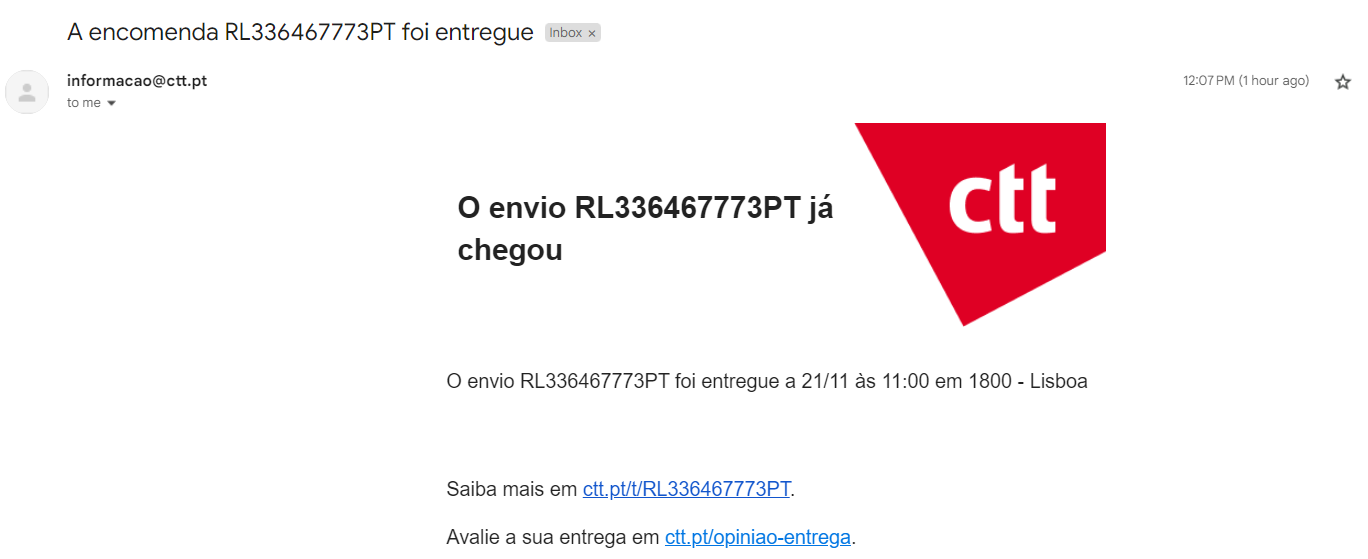 A encomenda RL336467773PT foi entregue Inbox ×
informacao@ctt.pt 12:07 PM (1 hour ago)
to me
ctt
O envio RL336467773PT já
chegou
O envio RL336467773PT foi entregue a 21/11 às 11:00 em 1800 - Lisboa
Saiba mais em ctt.pt/t/RL336467773PT.
Avalie a sua entrega em ctt.pt/opiniao-entrega.